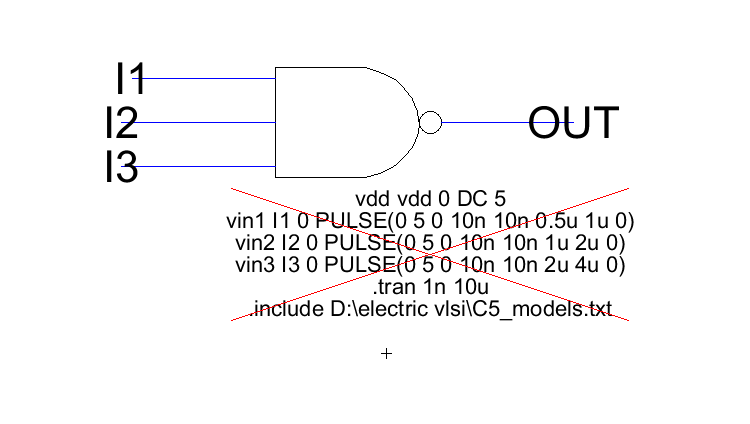 I1
I2
OUT
I3
vdd vdd 0 DC 5
vin1 I1 0 PULSE(0 5 0 10n 10n 0.5u 1u 0)
vin2 I2 0 PULSE(0 5 0 10n 10n 1u 2u 0)
vin3 I3 0 PULSE(0 5 0 10n 10n 2u 4u 0)
.tran 1n 10u
.include D:\electric vlsi\C5_models.txt